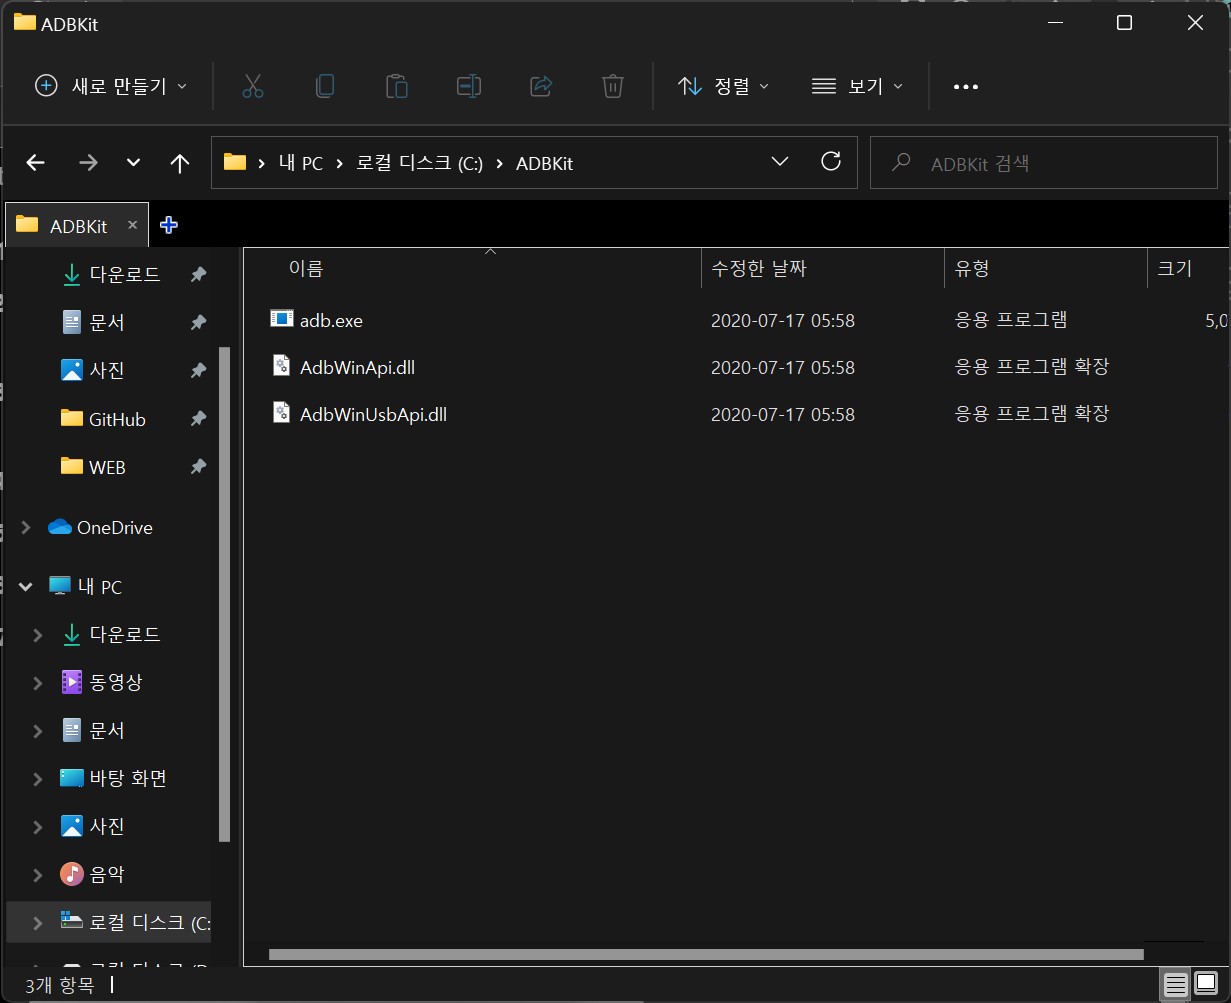 ADBKit
새로 만들기 정렬 보기
내 PC 로컬 디스크 (C:) ADBKit ADBKit 검색
ADBKit
이름 수정한 날짜 유형 크기
adb.exe 2020-07-17 05:58 응용 프로그램 5,0
AdbWinApi.dll 2020-07-17 05:58 응용 프로그램 확장
AdbWinUsbApi.dll 2020-07-17 05:58 응용 프로그램 확장
다운로드
문서
사진
GitHub
WEB
OneDrive
내 PC
다운로드
동영상
문서
바탕 화면
사진
음악
로컬 디스크 (C:
3개 항목